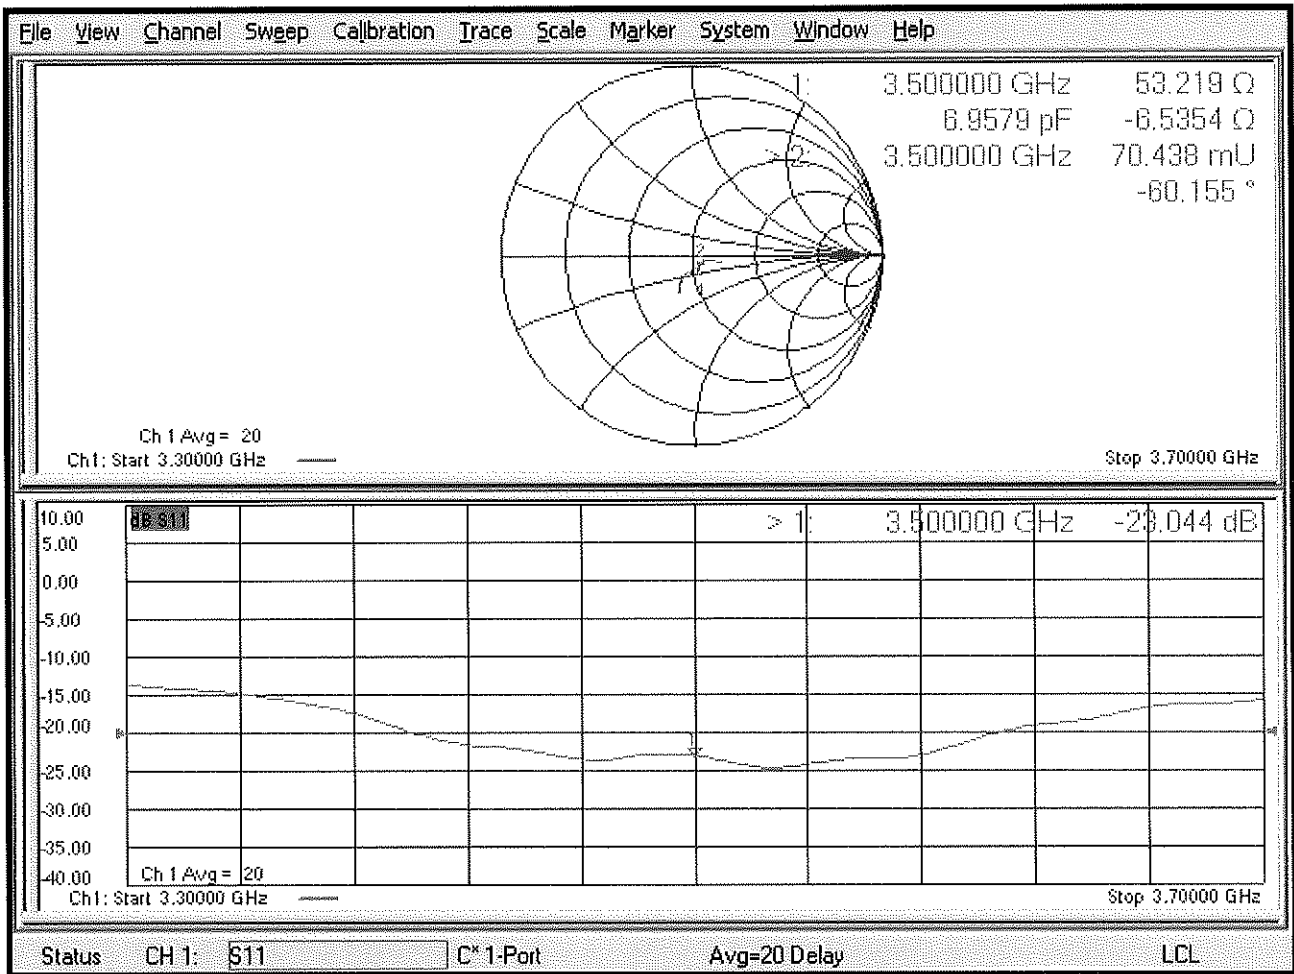 File View Channel Sweep Calibration Trace Scale Marker System Window Help
1: 3.500000 GHz 53.219 Ω
6.9579 pF -6.5354 Ω
> 2: 3.500000 GHz 70.438 mU
-60.155 °
Ch 1 Avg = 20
Ch1: Start 3.30000 GHz Stop 3.70000 GHz
10.00 dB S11 > 1: 3.500000 GHz -23.044 dB
5.00
0.00
-5.00
-10.00
-15.00
-20.00
-25.00
-30.00
-35.00
-40.00 Ch 1 Avg = 20
Ch1: Start 3.30000 GHz Stop 3.70000 GHz
Status CH 1: S11 C* 1-Port Avg=20 Delay LCL